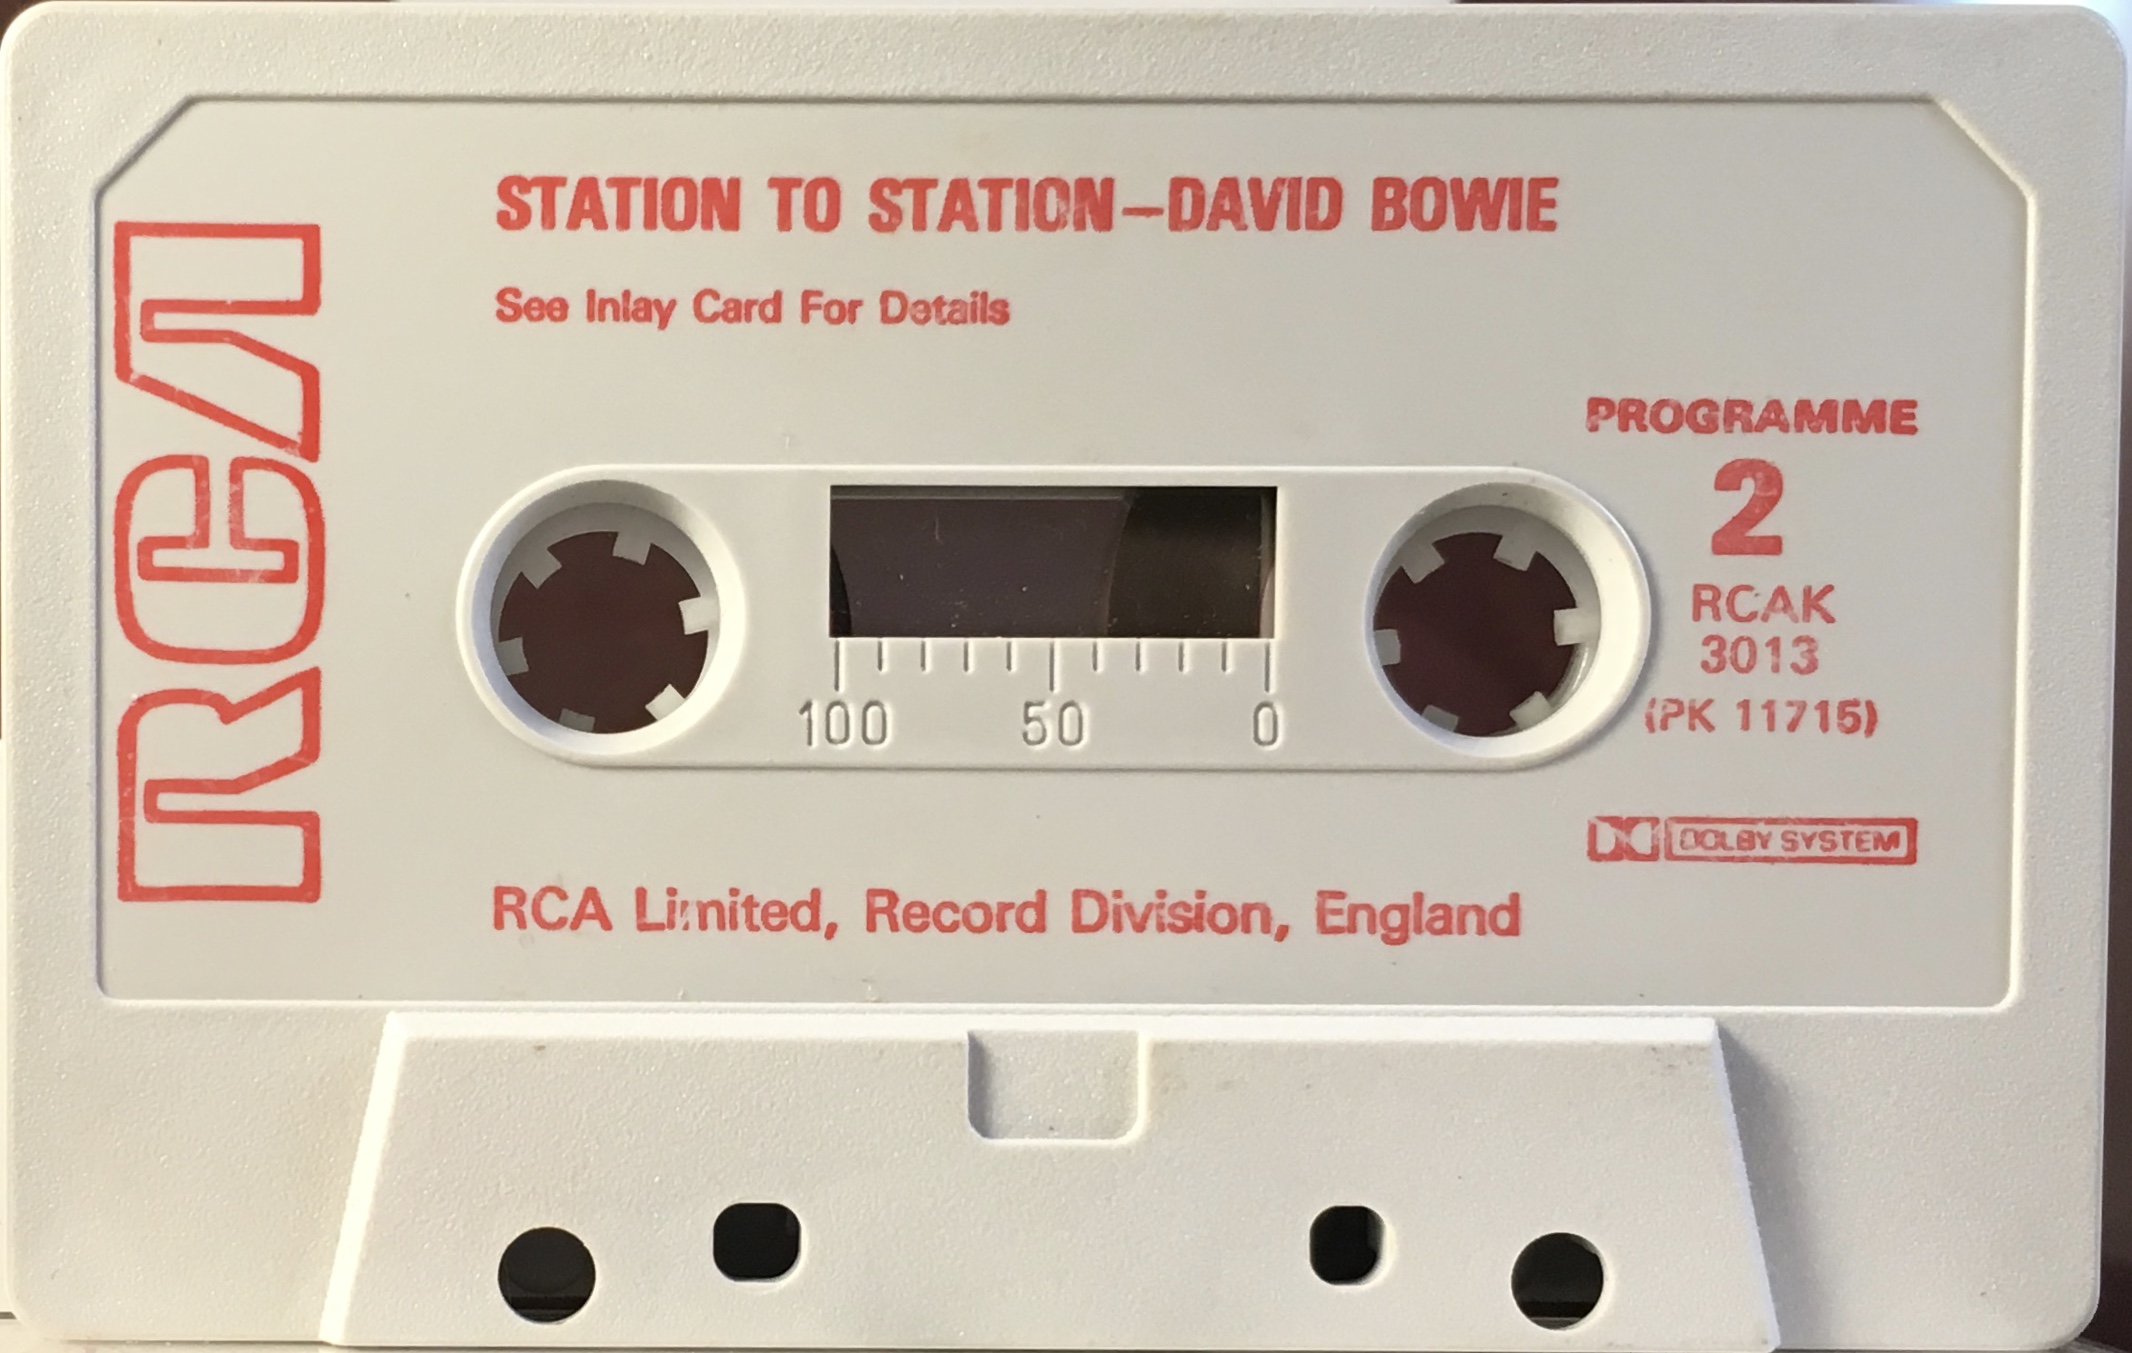 RCA
STATION TO STATION—DAVID BOWIE
See Inlay Card For Details
PROGRAMME
2
RCAK
3013
(PK 11715)
100 50 0
DOLBY SYSTEM
RCA Limited, Record Division, England